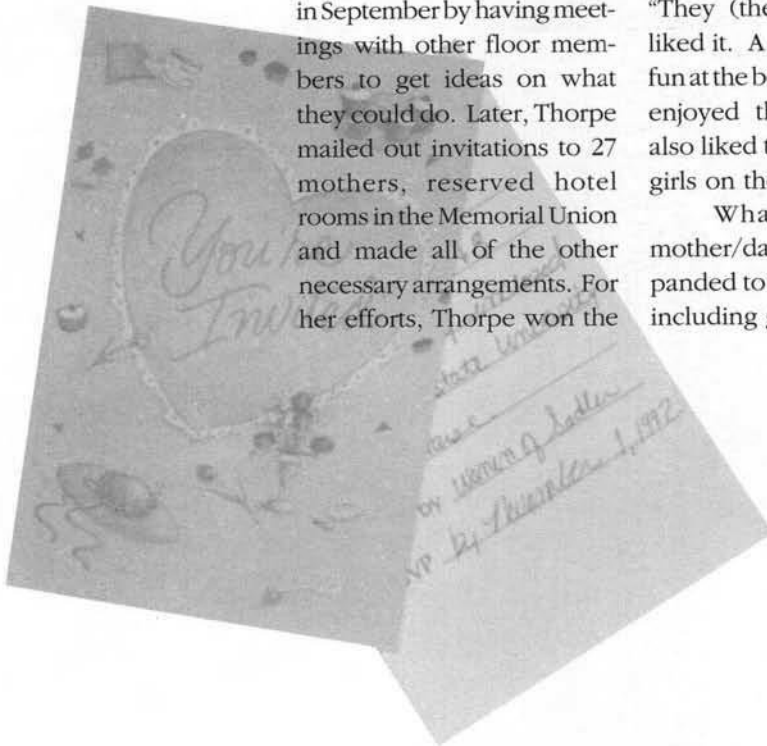 in September by having meet-
ings with other floor mem-
bers to get ideas on what
they could do. Later, Thorpe
mailed out invitations to 27
mothers, reserved hotel
rooms in the Memorial Union
and made all of the other
necessary arrangements. For
her efforts, Thorpe won the
"They (the
liked it. A
fun at the b
enjoyed th
also liked t
girls on the
Wha
mother/da
panded to
including g
You're
Invited
State University
by women of Sadler
by November 1, 1992